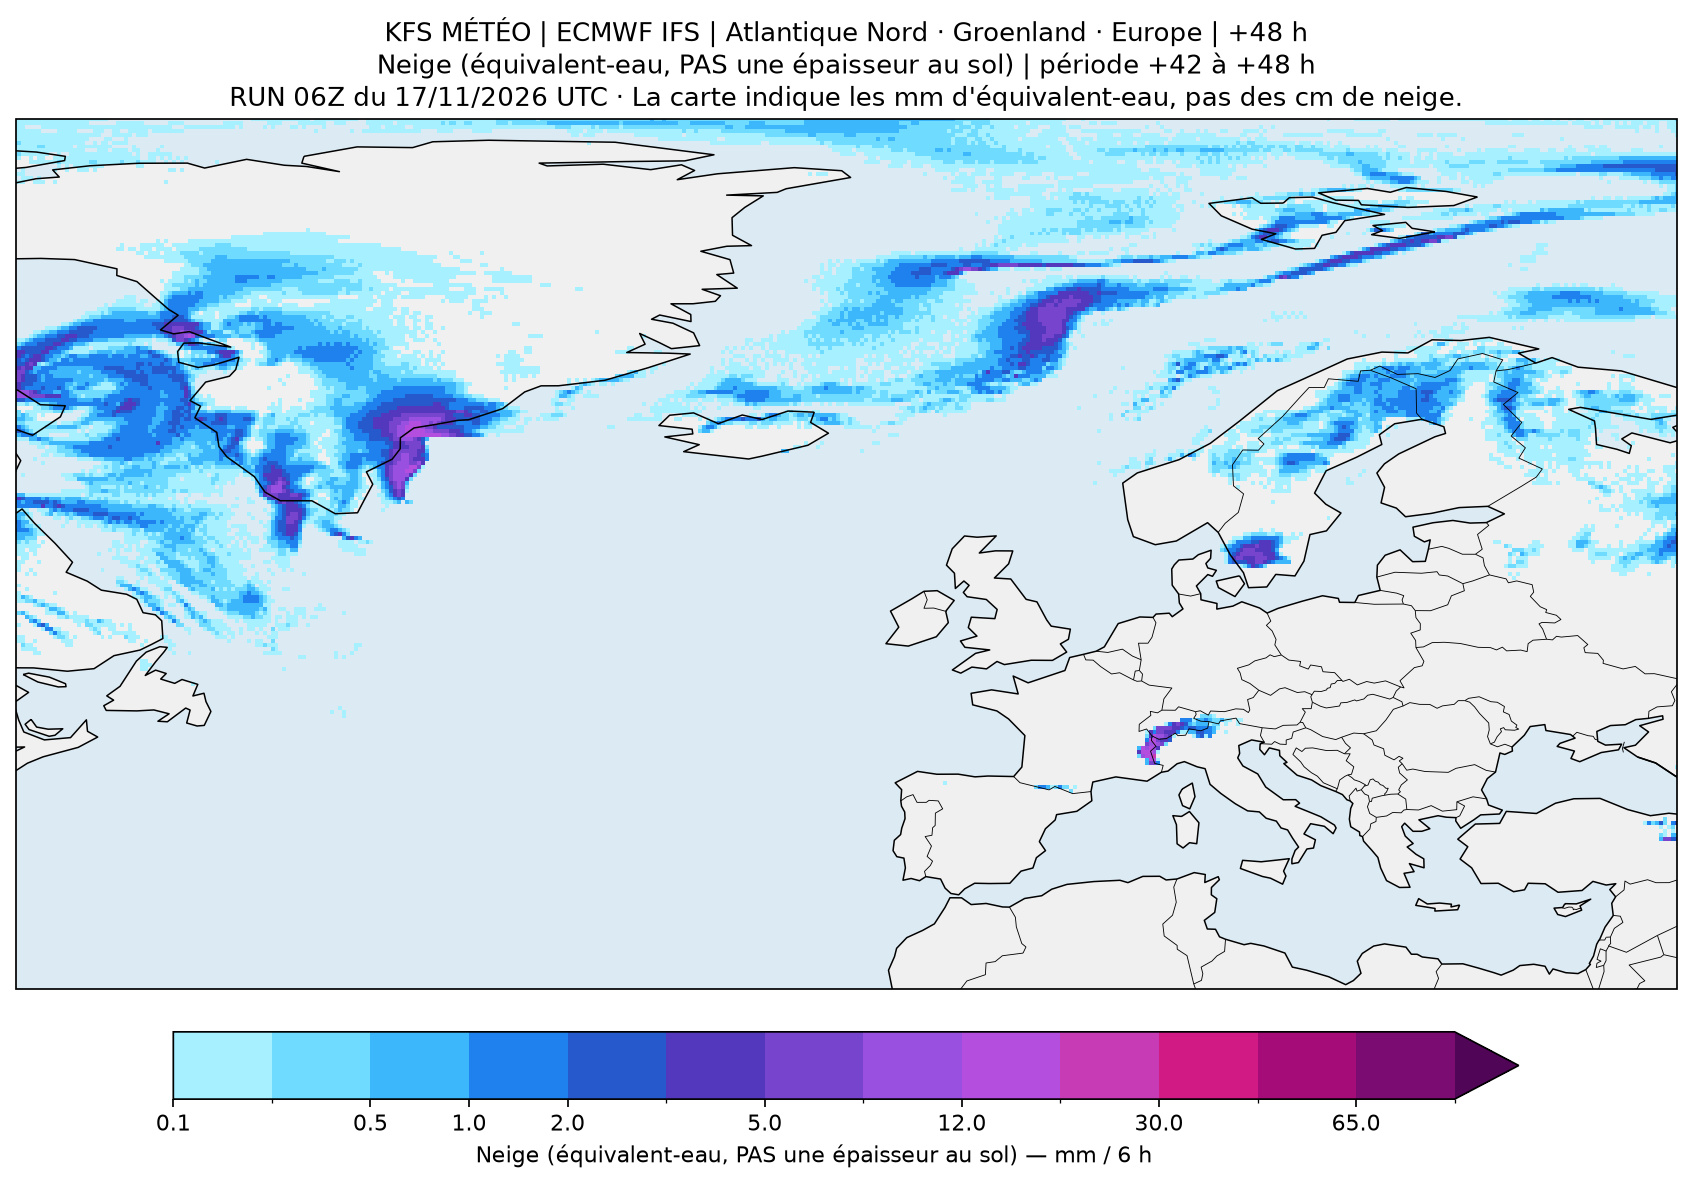 KFS MÉTÉO | ECMWF IFS | Atlantique Nord · Groenland · Europe | +48 h
Neige (équivalent-eau, PAS une épaisseur au sol) | période +42 à +48 h
RUN 06Z du 17/11/2026 UTC · La carte indique les mm d'équivalent-eau, pas des cm de neige.
0.1 0.5 1.0 2.0 5.0 12.0 30.0 65.0
Neige (équivalent-eau, PAS une épaisseur au sol) — mm / 6 h